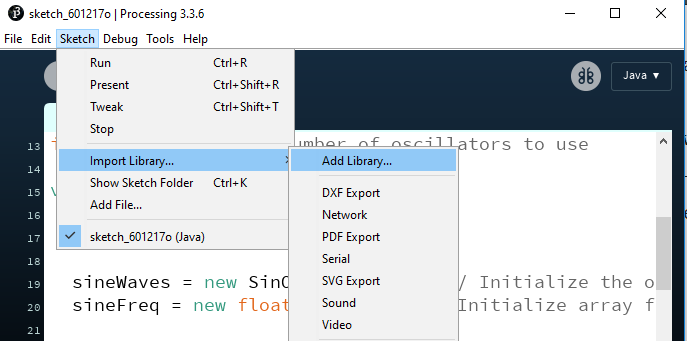 sketch_601217o | Processing 3.3.6
File Edit Sketch Debug Tools Help
Run Ctrl+R
Present Ctrl+Shift+R
Tweak Ctrl+Shift+T
Stop
Import Library...
Show Sketch Folder Ctrl+K
Add File...
sketch_601217o (Java)
Add Library...
DXF Export
Network
PDF Export
Serial
SVG Export
Sound
Video
Java ▾
13 umber of oscillators to use
14
15
16
17
18
19 sineWaves = new SinO / Initialize the o
20 sineFreq = new float Initialize array f
21